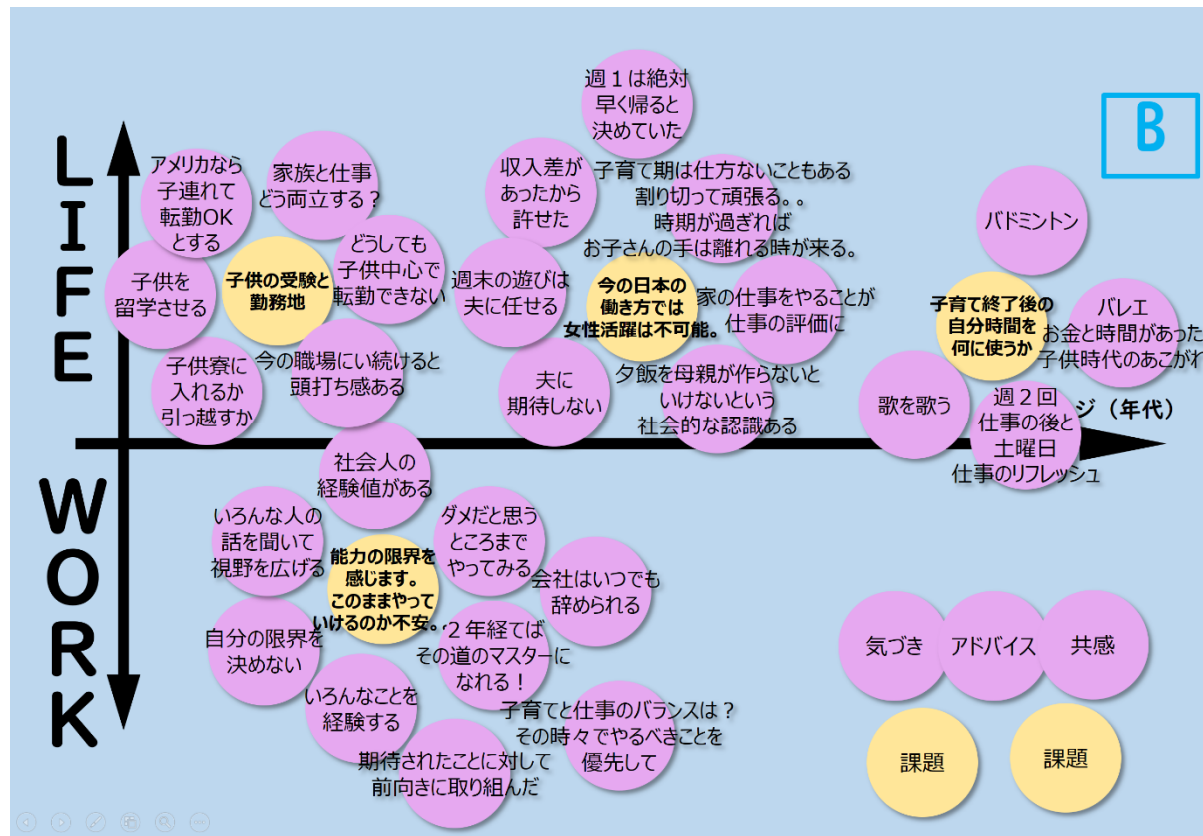 LIFE
WORK
B
週１は絶対
早く帰ると
決めていた
アメリカなら
子連れて
転勤OK
とする
家族と仕事
どう両立する？
子供を
留学させる
子供の受験と
勤務地
どうしても
子供中心で
転勤できない
子供寮に
入れるか
引っ越すか
今の職場にい続けると
頭打ち感ある
収入差が
あったから
許せた
子育て期は仕方ないこともある
割り切って頑張る。。
時期が過ぎれば
お子さんの手は離れる時が来る。
週末の遊びは
夫に任せる
今の日本の
働き方では
女性活躍は不可能。
家の仕事をやることが
仕事の評価に
夫に
期待しない
夕飯を母親が作らないと
いけないという
社会的な認識ある
バドミントン
子育て終了後の
自分時間を
何に使うか
バレエ
お金と時間があった
子供時代のあこがれ
歌を歌う
週２回
仕事の後と
土曜日
仕事のリフレッシュ
ジ（年代）
社会人の
経験値がある
いろんな人の
話を聞いて
視野を広げる
能力の限界を
感じます。
このままやって
いけるのか不安。
ダメだと思う
ところまで
やってみる
会社はいつでも
辞められる
自分の限界を
決めない
２年経てば
その道のマスターに
なれる！
いろんなことを
経験する
子育てと仕事のバランスは？
その時々でやるべきことを
優先して
期待されたことに対して
前向きに取り組んだ
気づき
アドバイス
共感
課題
課題